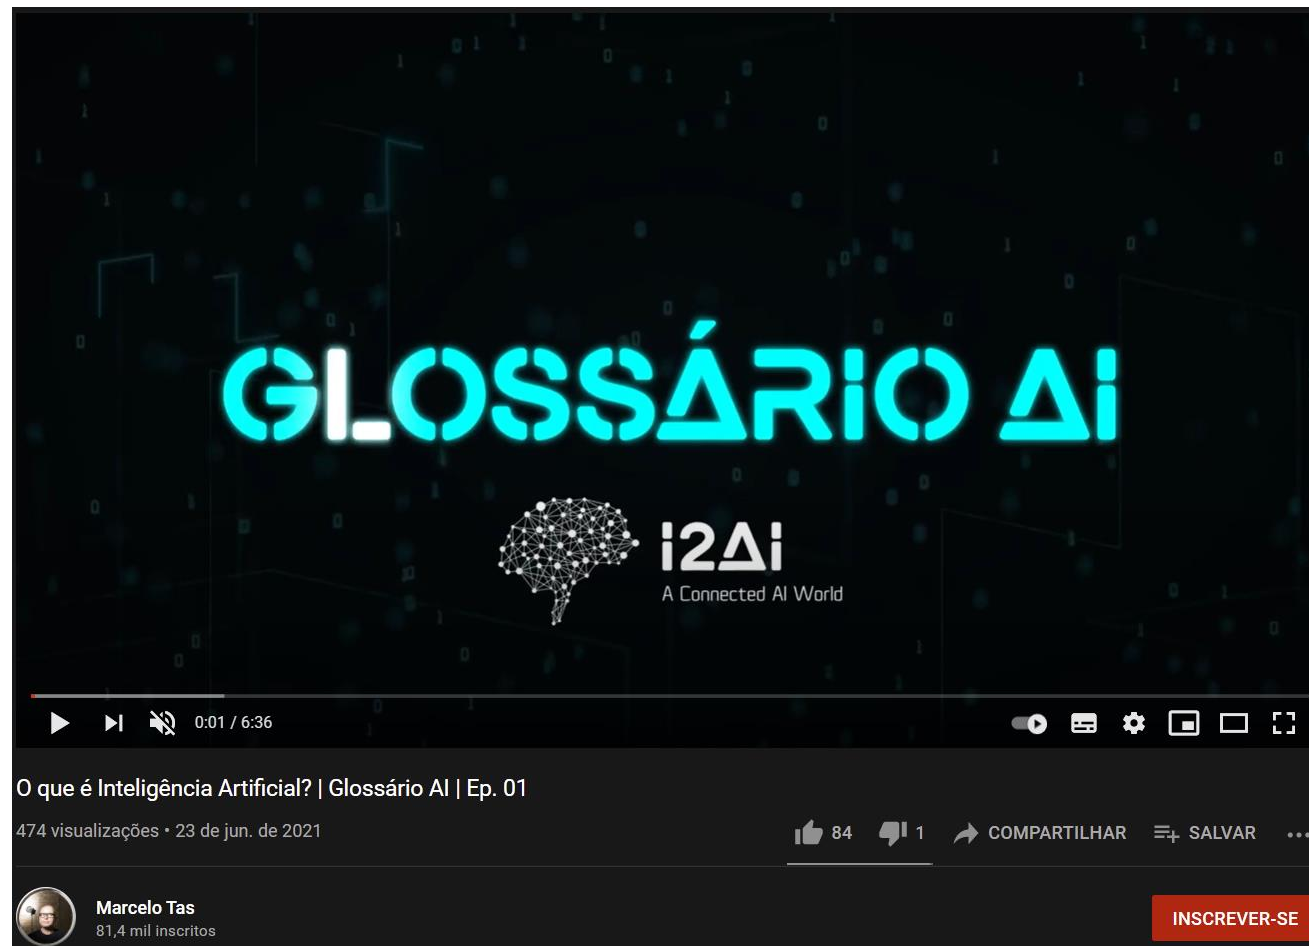 GLOSSÁRIO AI
i2Ai
A Connected AI World
0:01 / 6:36
O que é Inteligência Artificial? | Glossário AI | Ep. 01
474 visualizações • 23 de jun. de 2021
84
1
COMPARTILHAR
SALVAR
Marcelo Tas
81,4 mil inscritos
INSCREVER-SE